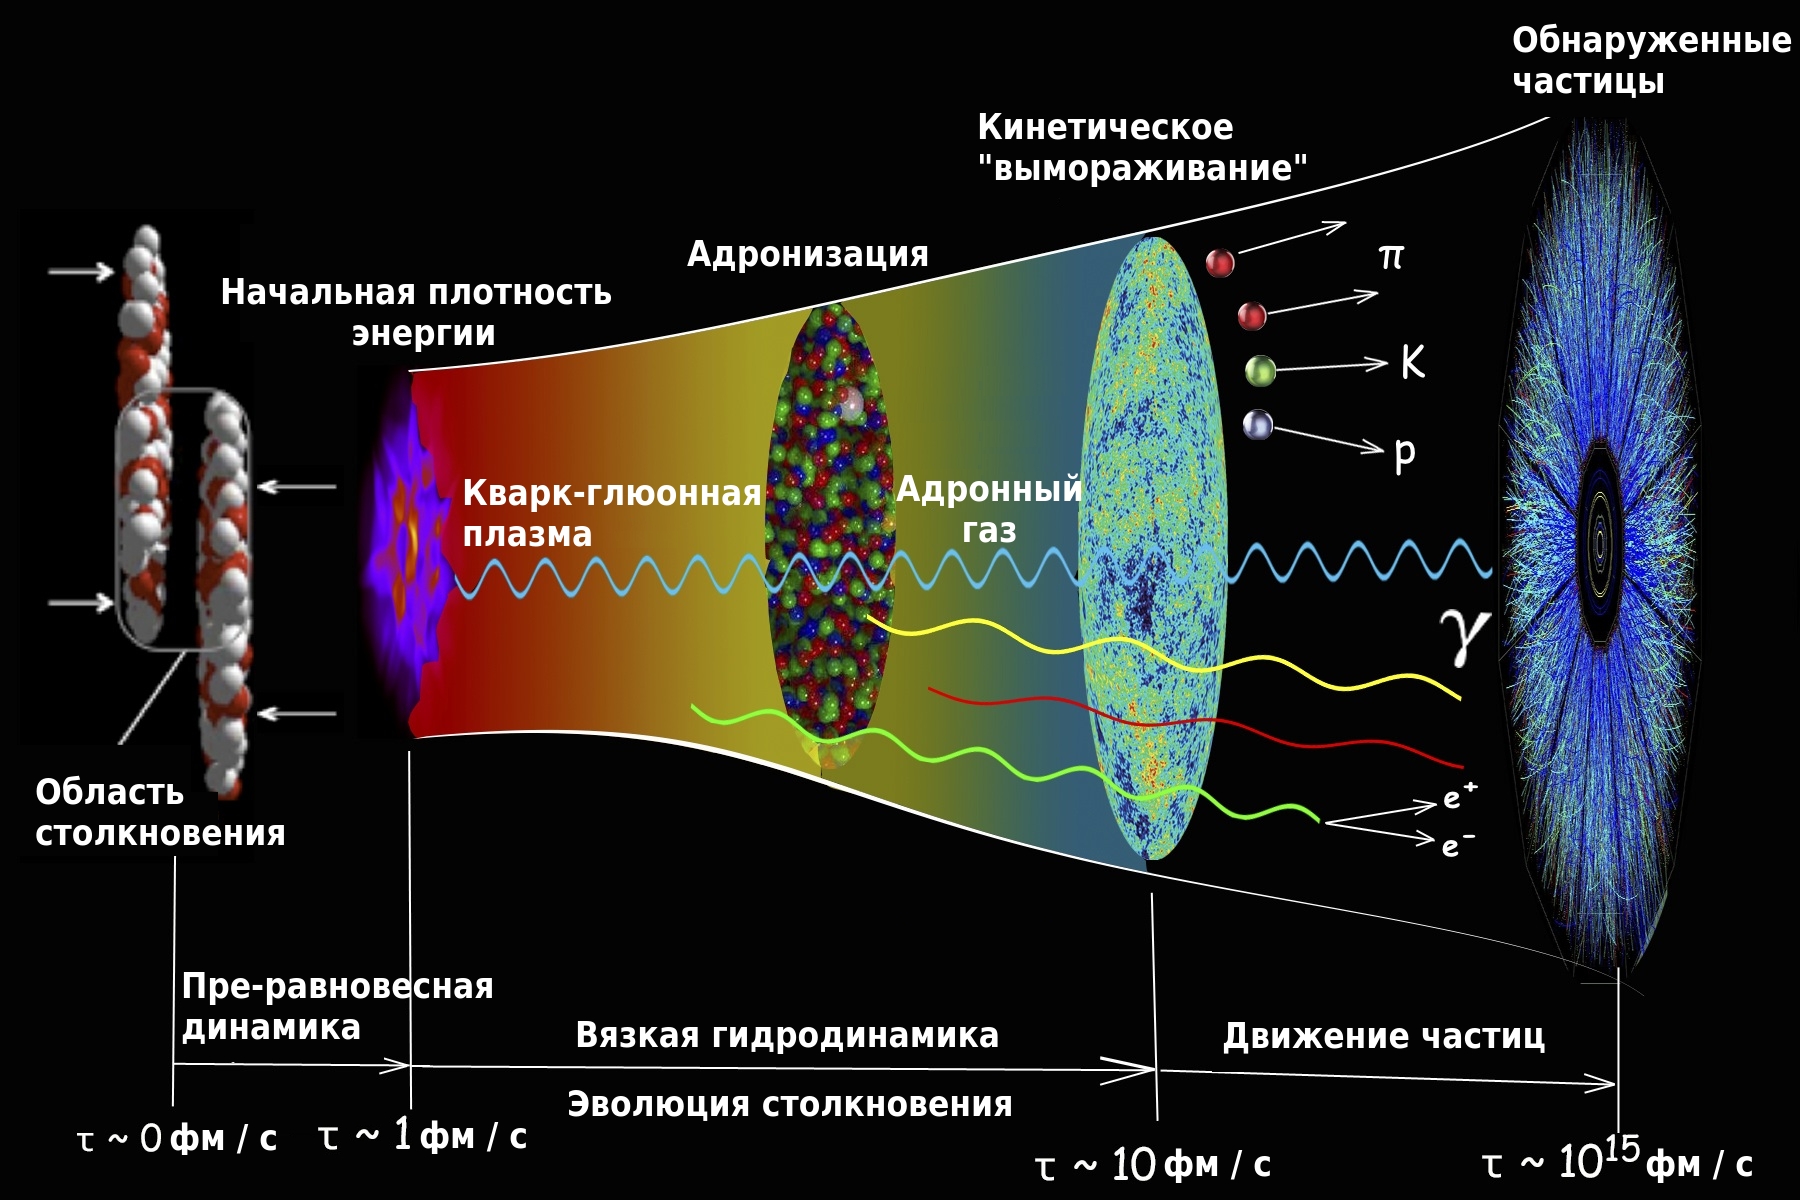 Обнаруженные
частицы
Кинетическое
"вымораживание"
Адронизация
Начальная плотность
энергии
π
K
p
Кварк-глюонная
плазма
Адронный
газ
γ
e⁺
e⁻
Область
столкновения
Пре-равновесная
динамика
Вязкая гидродинамика
Движение частиц
Эволюция столкновения
τ ~ 0 фм / с
τ ~ 1 фм / с
τ ~ 10 фм / с
τ ~ 10¹⁵ фм / с